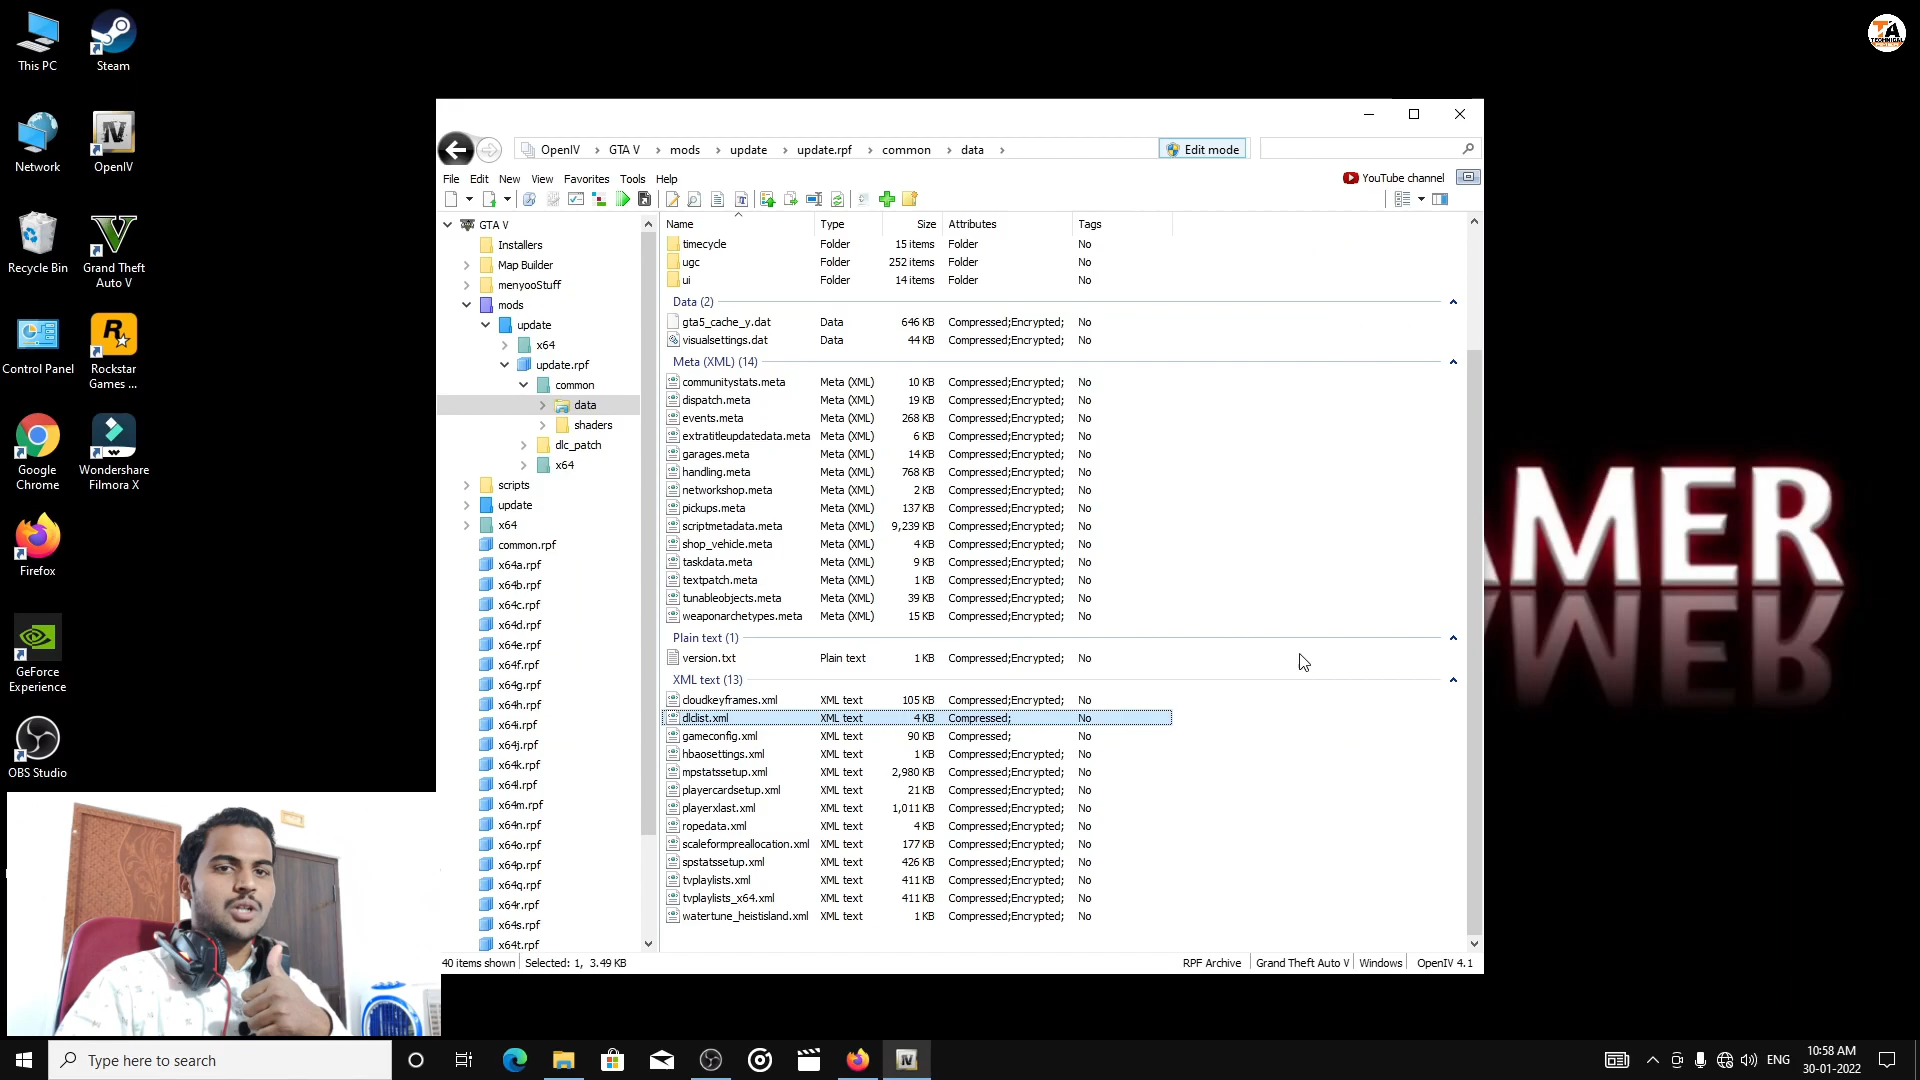 This PC
Steam
Network
OpenIV
Recycle Bin
Grand Theft
Auto V
Control Panel
Rockstar
Games ...
Google
Chrome
Wondershare
Filmora X
Firefox
GeForce
Experience
OBS Studio
TA
TECHNICAL
AMER
OpenIV
GTA V
mods
update
update.rpf
common
data
Edit mode
File Edit New View Favorites Tools Help
YouTube channel
GTA V
Installers
Map Builder
menyooStuff
mods
update
x64
update.rpf
common
data
shaders
dlc_patch
x64
scripts
update
x64
common.rpf
x64a.rpf
x64b.rpf
x64c.rpf
x64d.rpf
x64e.rpf
x64f.rpf
x64g.rpf
x64h.rpf
x64i.rpf
x64j.rpf
x64k.rpf
x64l.rpf
x64m.rpf
x64n.rpf
x64o.rpf
x64p.rpf
x64q.rpf
x64r.rpf
x64s.rpf
x64t.rpf
Name Type Size Attributes Tags
timecycle Folder 15 items Folder No
ugc Folder 252 items Folder No
ui Folder 14 items Folder No
Data (2)
gta5_cache_y.dat Data 646 KB Compressed;Encrypted; No
visualsettings.dat Data 44 KB Compressed;Encrypted; No
Meta (XML) (14)
communitystats.meta Meta (XML) 10 KB Compressed;Encrypted; No
dispatch.meta Meta (XML) 19 KB Compressed;Encrypted; No
events.meta Meta (XML) 268 KB Compressed;Encrypted; No
extratitleupdatedata.meta Meta (XML) 6 KB Compressed;Encrypted; No
garages.meta Meta (XML) 14 KB Compressed;Encrypted; No
handling.meta Meta (XML) 768 KB Compressed;Encrypted; No
networkshop.meta Meta (XML) 2 KB Compressed;Encrypted; No
pickups.meta Meta (XML) 137 KB Compressed;Encrypted; No
scriptmetadata.meta Meta (XML) 9,239 KB Compressed;Encrypted; No
shop_vehicle.meta Meta (XML) 4 KB Compressed;Encrypted; No
taskdata.meta Meta (XML) 9 KB Compressed;Encrypted; No
textpatch.meta Meta (XML) 1 KB Compressed;Encrypted; No
tunableobjects.meta Meta (XML) 39 KB Compressed;Encrypted; No
weaponarchetypes.meta Meta (XML) 15 KB Compressed;Encrypted; No
Plain text (1)
version.txt Plain text 1 KB Compressed;Encrypted; No
XML text (13)
cloudkeyframes.xml XML text 105 KB Compressed;Encrypted; No
dlclist.xml XML text 4 KB Compressed; No
gameconfig.xml XML text 90 KB Compressed; No
hbaosettings.xml XML text 1 KB Compressed;Encrypted; No
mpstatssetup.xml XML text 2,980 KB Compressed;Encrypted; No
playercardsetup.xml XML text 21 KB Compressed;Encrypted; No
playerxlast.xml XML text 1,011 KB Compressed;Encrypted; No
ropedata.xml XML text 4 KB Compressed;Encrypted; No
scaleformpreallocation.xml XML text 177 KB Compressed;Encrypted; No
spstatssetup.xml XML text 426 KB Compressed;Encrypted; No
tvplaylists.xml XML text 411 KB Compressed;Encrypted; No
tvplaylists_x64.xml XML text 411 KB Compressed;Encrypted; No
watertune_heistisland.xml XML text 1 KB Compressed;Encrypted; No
40 items shown Selected: 1, 3.49 KB
RPF Archive Grand Theft Auto V Windows OpenIV 4.1
Type here to search
ENG
10:58 AM
30-01-2022